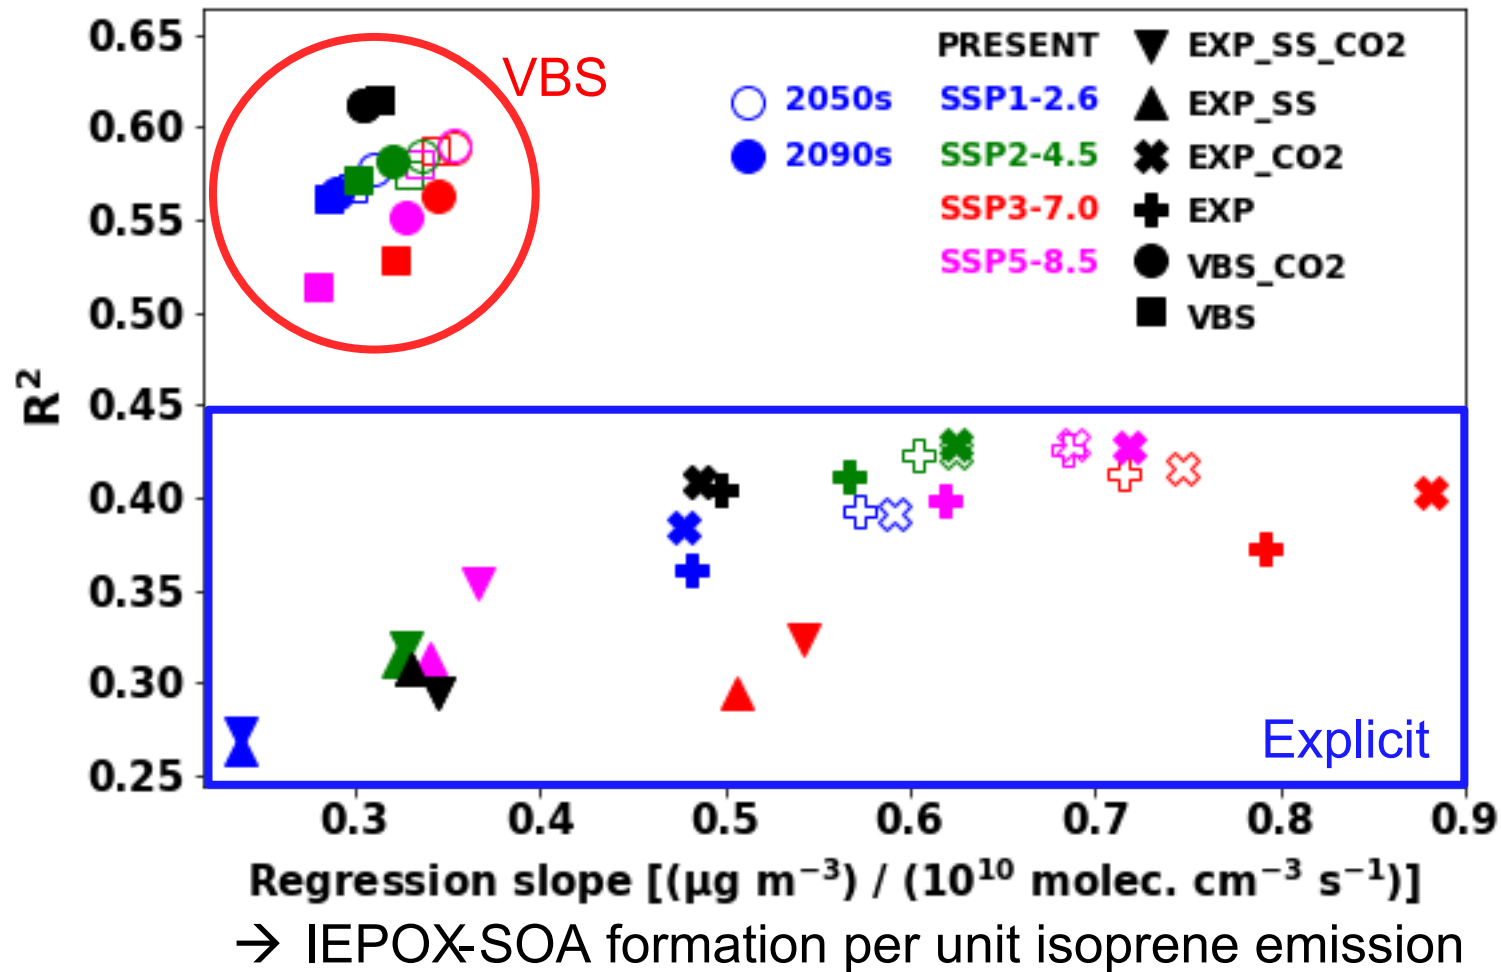 VBS
PRESENT
EXP_SS_CO2
2050s
SSP1-2.6
EXP_SS
2090s
SSP2-4.5
EXP_CO2
SSP3-7.0
EXP
SSP5-8.5
VBS_CO2
VBS
0.65
0.60
0.55
0.50
0.45
0.40
0.35
0.30
0.25
R²
Explicit
0.3 0.4 0.5 0.6 0.7 0.8 0.9
Regression slope [(μg m⁻³) / (10¹⁰ molec. cm⁻³ s⁻¹)]
→ IEPOX-SOA formation per unit isoprene emission